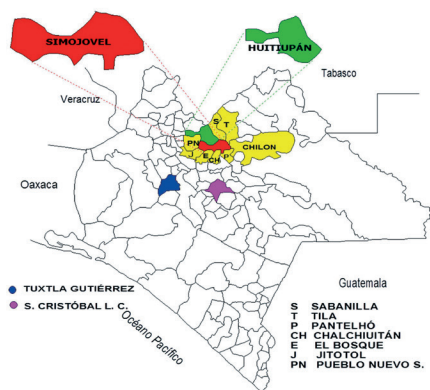 SIMOJOVEL
HUITIUPÁN
Tabasco
Veracruz
S
T
PN
CHILON
J
E
CH
P
Oaxaca
TUXTLA GUTIÉRREZ
S. CRISTÓBAL L. C.
Guatemala
S SABANILLA
T TILA
P PANTELHÓ
CH CHALCHIUITÁN
E EL BOSQUE
J JITOTOL
PN PUEBLO NUEVO S.
Océano Pacífico